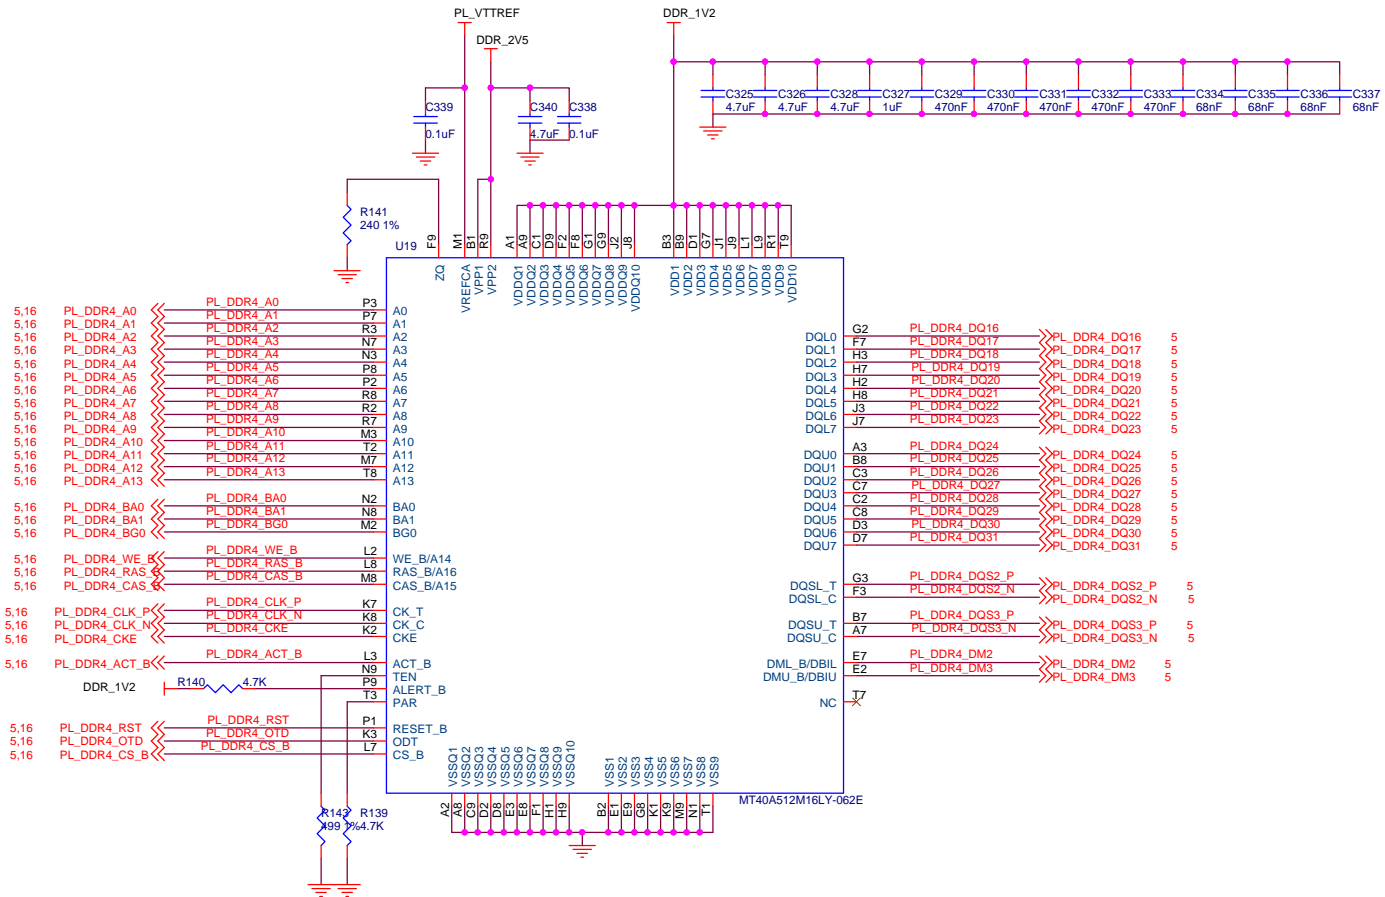 PL_VTTREF
DDR_1V2
DDR_2V5
C339
0.1uF
C340
4.7uF
C338
0.1uF
C325
4.7uF
C326
4.7uF
C328
4.7uF
C327
1uF
C329
470nF
C330
470nF
C331
470nF
C332
470nF
C333
470nF
C334
68nF
C335
68nF
C336
68nF
C337
68nF
R141
240 1%
U19
F9
M1
B1
R9
A1
A9
C1
D9
F2
F8
G1
G9
J2
J8
B3
B9
D1
G7
J1
J9
L1
L9
R1
T9
ZQ
VREFCA
VPP1
VPP2
VDDQ1
VDDQ2
VDDQ3
VDDQ4
VDDQ5
VDDQ6
VDDQ7
VDDQ8
VDDQ9
VDDQ10
VDD1
VDD2
VDD3
VDD4
VDD5
VDD6
VDD7
VDD8
VDD9
VDD10
5,16 PL_DDR4_A0 PL_DDR4_A0 P3 A0
5,16 PL_DDR4_A1 PL_DDR4_A1 P7 A1
5,16 PL_DDR4_A2 PL_DDR4_A2 R3 A2
5,16 PL_DDR4_A3 PL_DDR4_A3 N7 A3
5,16 PL_DDR4_A4 PL_DDR4_A4 N3 A4
5,16 PL_DDR4_A5 PL_DDR4_A5 P8 A5
5,16 PL_DDR4_A6 PL_DDR4_A6 P2 A6
5,16 PL_DDR4_A7 PL_DDR4_A7 R8 A7
5,16 PL_DDR4_A8 PL_DDR4_A8 R2 A8
5,16 PL_DDR4_A9 PL_DDR4_A9 R7 A9
5,16 PL_DDR4_A10 PL_DDR4_A10 M3 A10
5,16 PL_DDR4_A11 PL_DDR4_A11 T2 A11
5,16 PL_DDR4_A12 PL_DDR4_A12 M7 A12
5,16 PL_DDR4_A13 PL_DDR4_A13 T8 A13
5,16 PL_DDR4_BA0 PL_DDR4_BA0 N2 BA0
5,16 PL_DDR4_BA1 PL_DDR4_BA1 N8 BA1
5,16 PL_DDR4_BG0 PL_DDR4_BG0 M2 BG0
5,16 PL_DDR4_WE_B PL_DDR4_WE_B L2 WE_B/A14
5,16 PL_DDR4_RAS_B PL_DDR4_RAS_B L8 RAS_B/A16
5,16 PL_DDR4_CAS_B PL_DDR4_CAS_B M8 CAS_B/A15
5,16 PL_DDR4_CLK_P PL_DDR4_CLK_P K7 CK_T
5,16 PL_DDR4_CLK_N PL_DDR4_CLK_N K8 CK_C
5,16 PL_DDR4_CKE PL_DDR4_CKE K2 CKE
5,16 PL_DDR4_ACT_B PL_DDR4_ACT_B L3 ACT_B
N9 TEN
DDR_1V2 R140 4.7K P9 ALERT_B
T3 PAR
5,16 PL_DDR4_RST PL_DDR4_RST P1 RESET_B
5,16 PL_DDR4_OTD PL_DDR4_OTD K3 ODT
5,16 PL_DDR4_CS_B PL_DDR4_CS_B L7 CS_B
DQL0 G2 PL_DDR4_DQ16 PL_DDR4_DQ16 5
DQL1 F7 PL_DDR4_DQ17 PL_DDR4_DQ17 5
DQL2 H3 PL_DDR4_DQ18 PL_DDR4_DQ18 5
DQL3 H7 PL_DDR4_DQ19 PL_DDR4_DQ19 5
DQL4 H2 PL_DDR4_DQ20 PL_DDR4_DQ20 5
DQL5 H8 PL_DDR4_DQ21 PL_DDR4_DQ21 5
DQL6 J3 PL_DDR4_DQ22 PL_DDR4_DQ22 5
DQL7 J7 PL_DDR4_DQ23 PL_DDR4_DQ23 5
DQU0 A3 PL_DDR4_DQ24 PL_DDR4_DQ24 5
DQU1 B8 PL_DDR4_DQ25 PL_DDR4_DQ25 5
DQU2 C3 PL_DDR4_DQ26 PL_DDR4_DQ26 5
DQU3 C7 PL_DDR4_DQ27 PL_DDR4_DQ27 5
DQU4 C2 PL_DDR4_DQ28 PL_DDR4_DQ28 5
DQU5 C8 PL_DDR4_DQ29 PL_DDR4_DQ29 5
DQU6 D3 PL_DDR4_DQ30 PL_DDR4_DQ30 5
DQU7 D7 PL_DDR4_DQ31 PL_DDR4_DQ31 5
DQSL_T G3 PL_DDR4_DQS2_P PL_DDR4_DQS2_P 5
DQSL_C F3 PL_DDR4_DQS2_N PL_DDR4_DQS2_N 5
DQSU_T B7 PL_DDR4_DQS3_P PL_DDR4_DQS3_P 5
DQSU_C A7 PL_DDR4_DQS3_N PL_DDR4_DQS3_N 5
DML_B/DBIL E7 PL_DDR4_DM2 PL_DDR4_DM2 5
DMU_B/DBIU E2 PL_DDR4_DM3 PL_DDR4_DM3 5
NC T7
VSSQ1
VSSQ2
VSSQ3
VSSQ4
VSSQ5
VSSQ6
VSSQ7
VSSQ8
VSSQ9
VSSQ10
VSS1
VSS2
VSS3
VSS4
VSS5
VSS6
VSS7
VSS8
VSS9
MT40A512M16LY-062E
A2
A8
C9
D2
D8
E3
E8
F1
H1
H9
B2
E1
E9
G8
K1
K9
M9
N1
T1
R143
499 1%
R139
4.7K